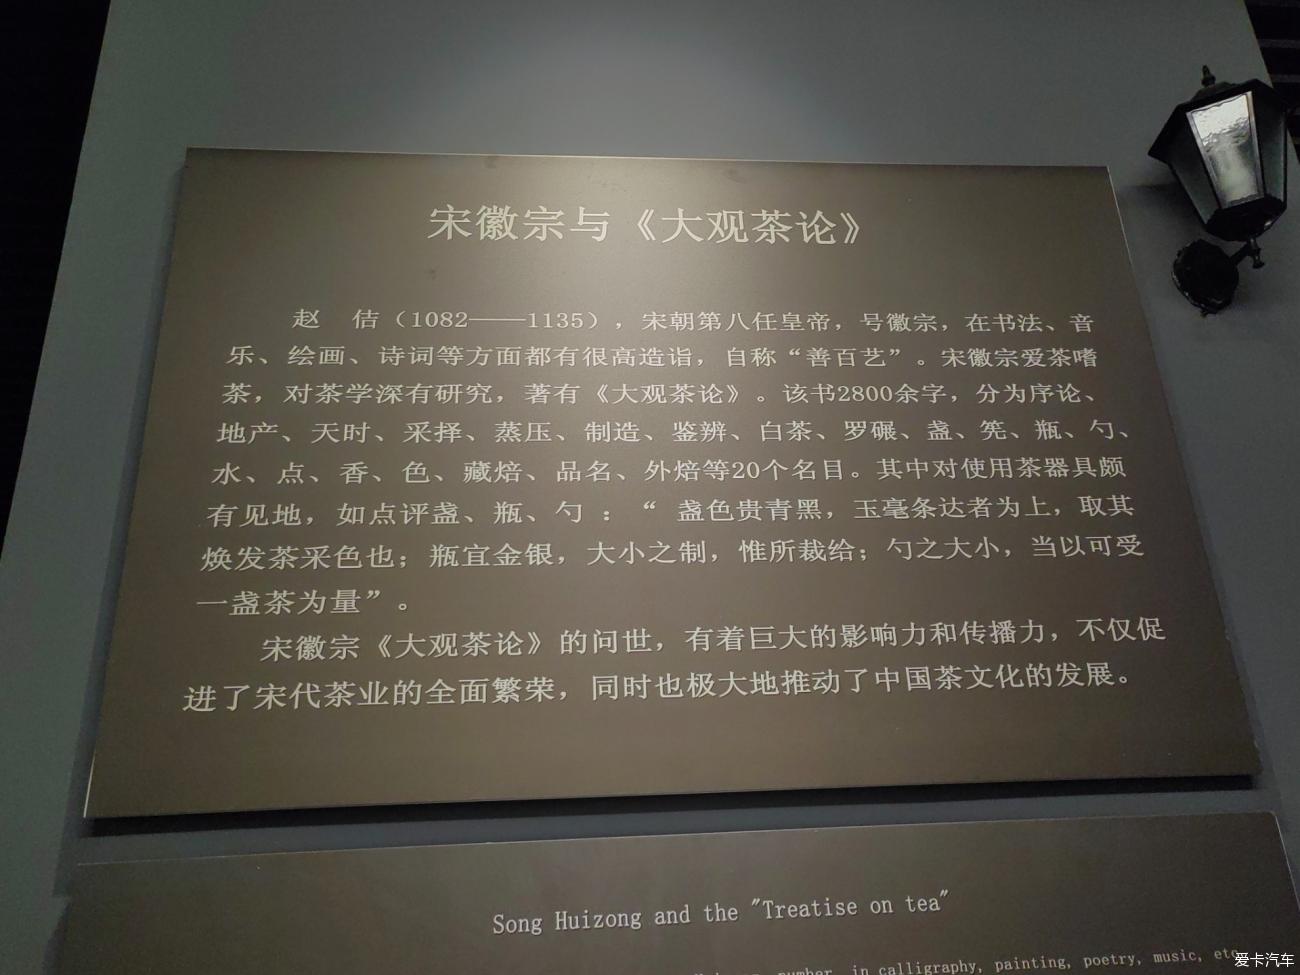 宋徽宗与《大观茶论》
赵　佶（1082——1135），宋朝第八任皇帝，号徽宗，在书法、音
乐、绘画、诗词等方面都有很高造诣，自称“善百艺”。宋徽宗爱茶嗜
茶，对茶学深有研究，著有《大观茶论》。该书2800余字，分为序论、
地产、天时、采择、蒸压、制造、鉴辨、白茶、罗碾、盏、筅、瓶、勺、
水、点、香、色、藏焙、品名、外焙等20个名目。其中对使用茶器具颇
有见地，如点评盏、瓶、勺 ：“ 盏色贵青黑，玉毫条达者为上，取其
焕发茶采色也；瓶宜金银，大小之制，惟所裁给；勺之大小，当以可受
一盏茶为量”。
宋徽宗《大观茶论》的问世，有着巨大的影响力和传播力，不仅促
进了宋代茶业的全面繁荣，同时也极大地推动了中国茶文化的发展。
Song Huizong and the "Treatise on tea"
number, in calligraphy, painting, poetry, music, etc
爱卡汽车